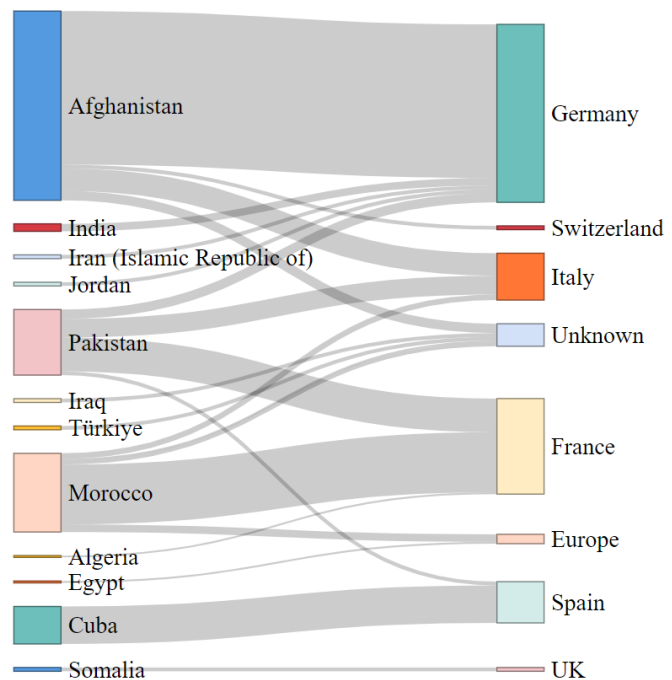 Afghanistan
India
Iran (Islamic Republic of)
Jordan
Pakistan
Iraq
Türkiye
Morocco
Algeria
Egypt
Cuba
Somalia
Germany
Switzerland
Italy
Unknown
France
Europe
Spain
UK